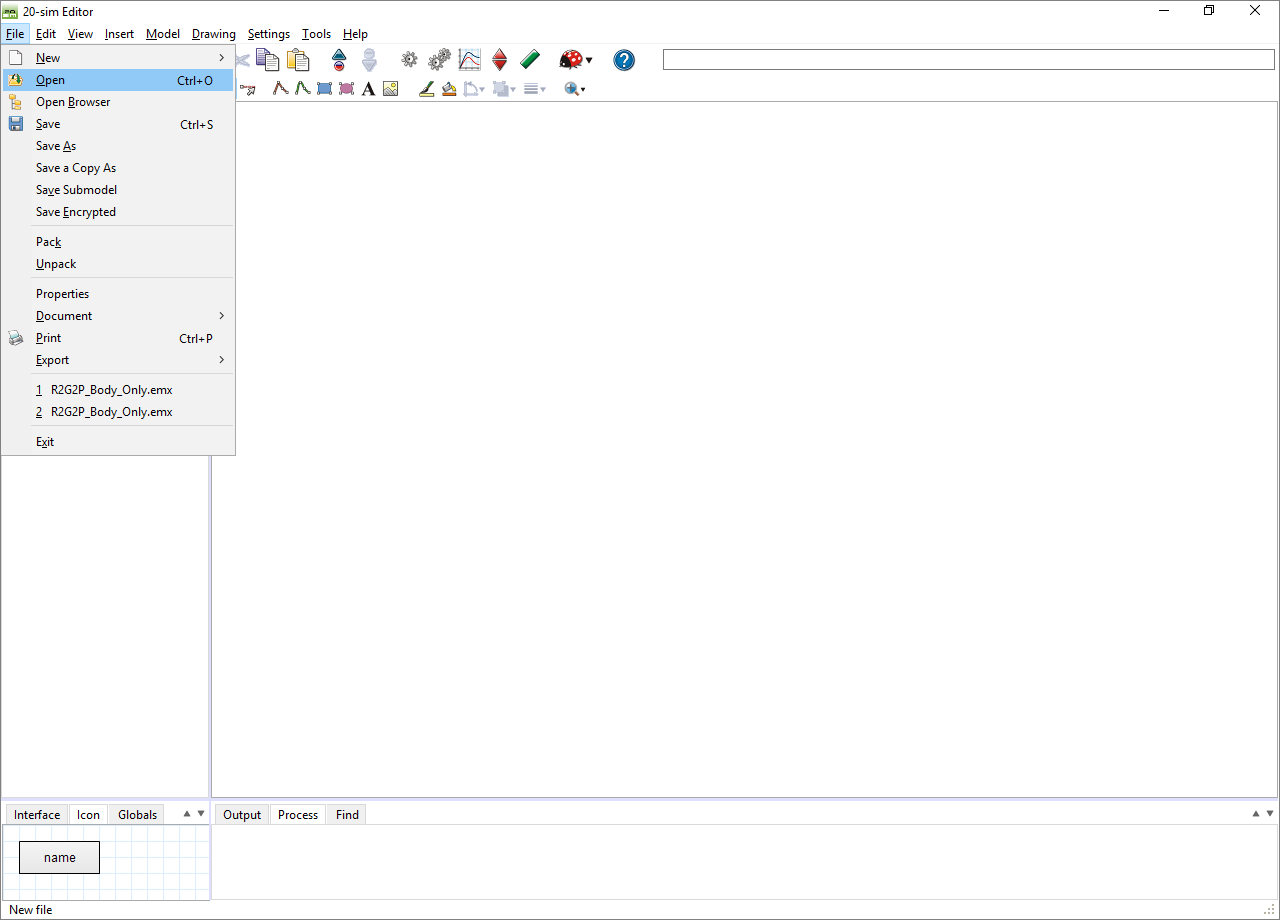 20-sim Editor
File Edit View Insert Model Drawing Settings Tools Help
New
Open Ctrl+O
Open Browser
Save Ctrl+S
Save As
Save a Copy As
Save Submodel
Save Encrypted
Pack
Unpack
Properties
Document
Print Ctrl+P
Export
1 R2G2P_Body_Only.emx
2 R2G2P_Body_Only.emx
Exit
A
Interface Icon Globals
Output Process Find
name
New file